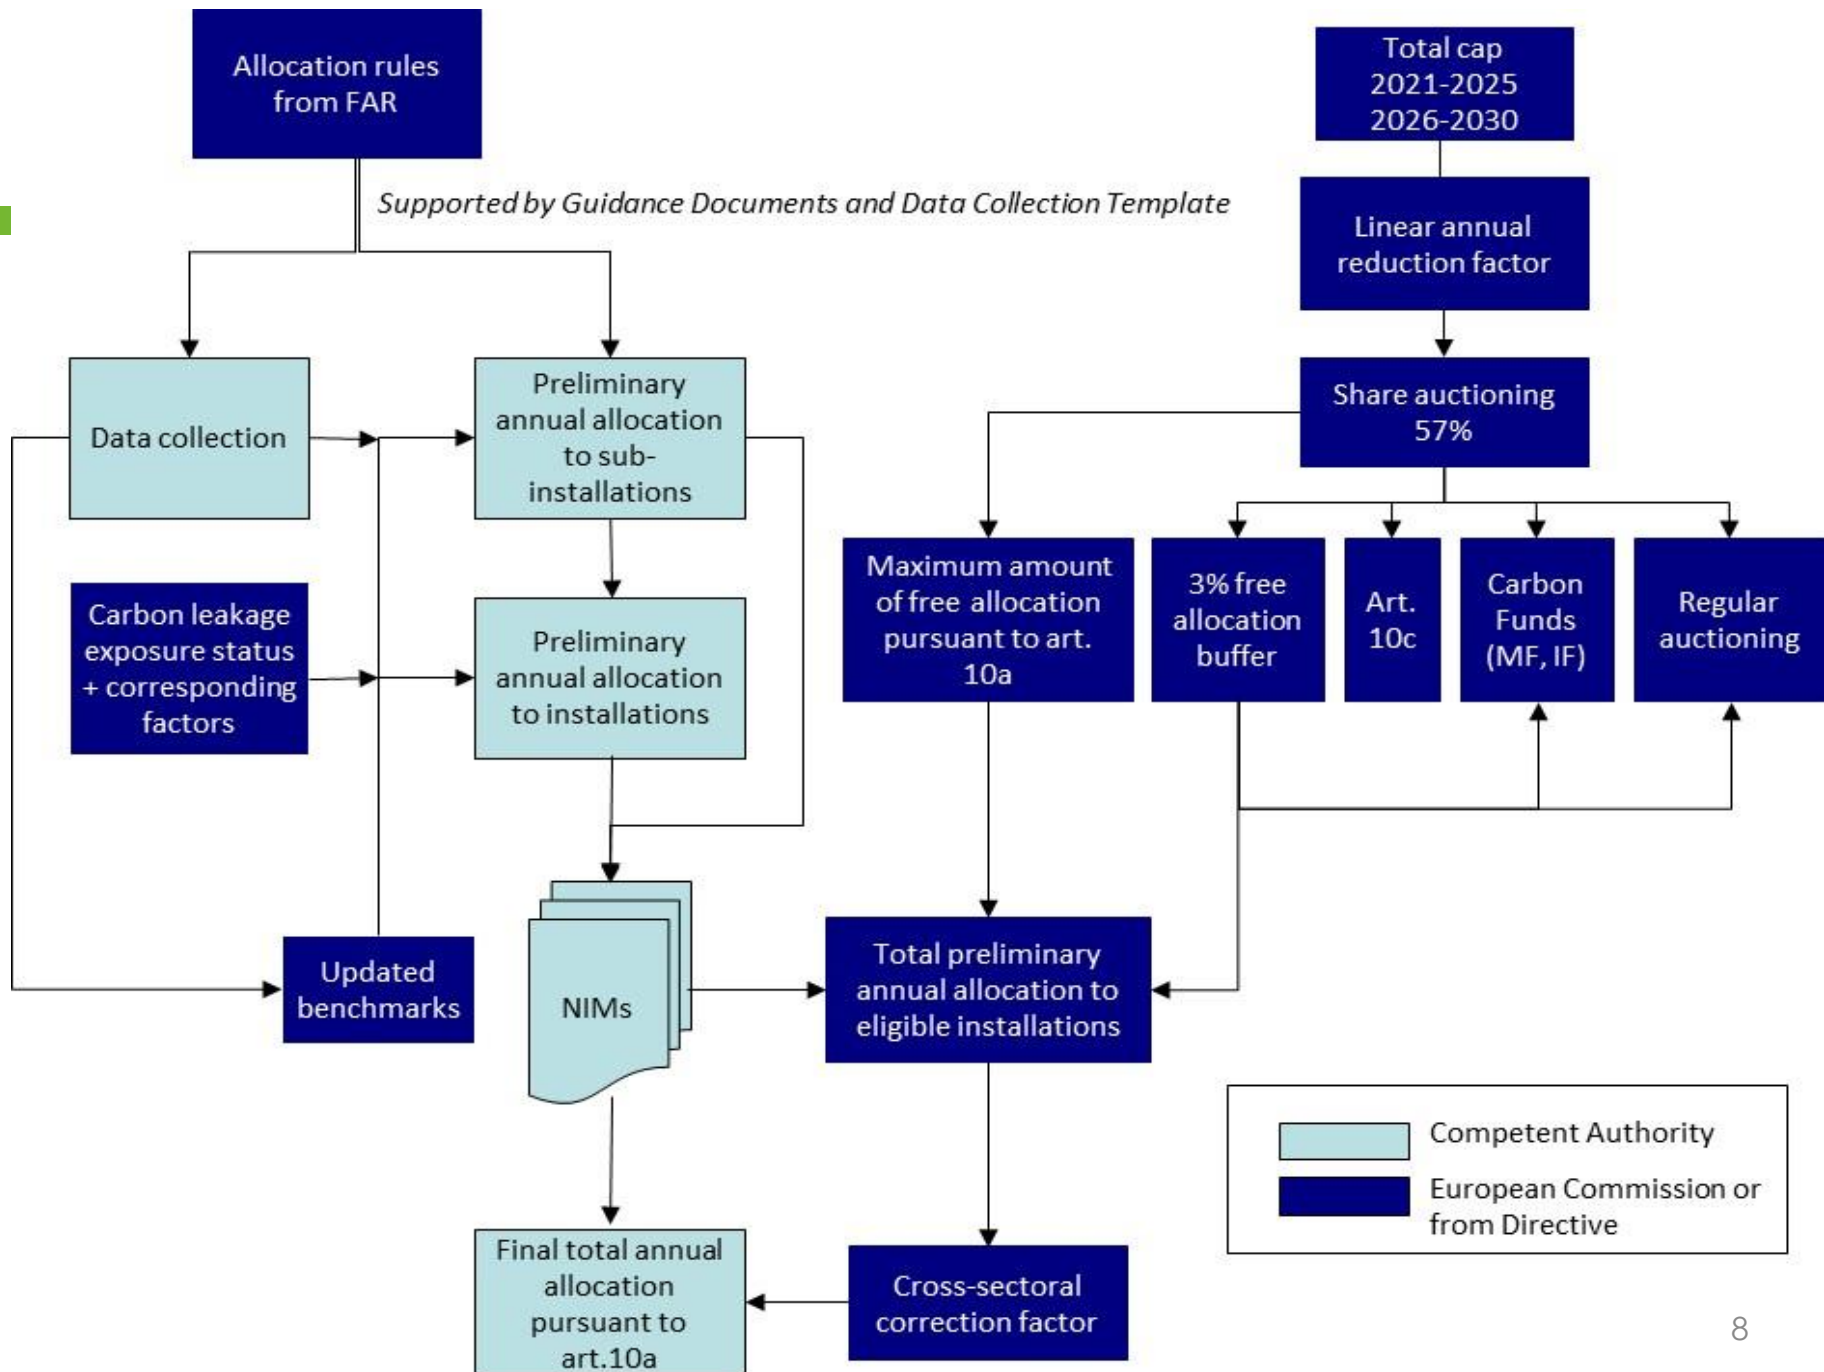 Allocation rules
from FAR
Total cap
2021-2025
2026-2030
Supported by Guidance Documents and Data Collection Template
Linear annual
reduction factor
Share auctioning
57%
Data collection
Preliminary
annual allocation
to sub-
installations
Carbon leakage
exposure status
+ corresponding
factors
Preliminary
annual allocation
to installations
Maximum amount
of free allocation
pursuant to art.
10a
3% free
allocation
buffer
Art.
10c
Carbon
Funds
(MF, IF)
Regular
auctioning
Updated
benchmarks
NIMs
Total preliminary
annual allocation to
eligible installations
Competent Authority
European Commission or
from Directive
Final total annual
allocation
pursuant to
art.10a
Cross-sectoral
correction factor
8